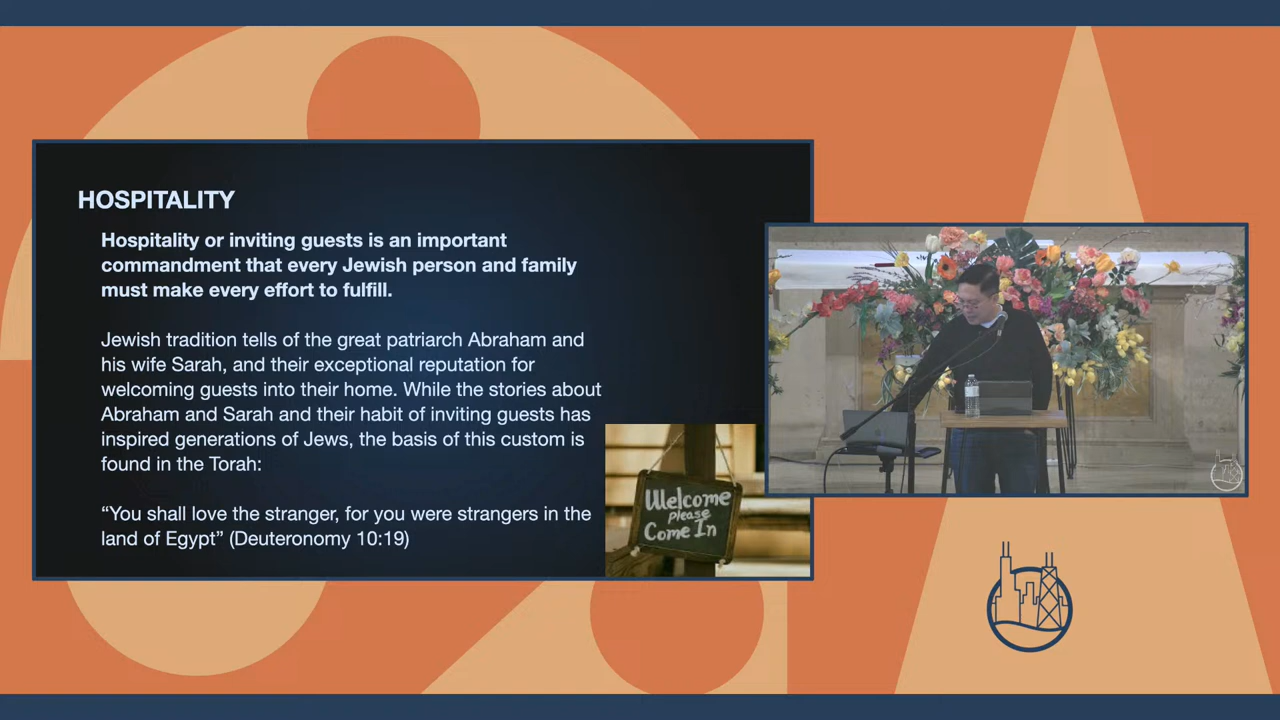 HOSPITALITY
Hospitality or inviting guests is an important
commandment that every Jewish person and family
must make every effort to fulfill.
Jewish tradition tells of the great patriarch Abraham and
his wife Sarah, and their exceptional reputation for
welcoming guests into their home. While the stories about
Abraham and Sarah and their habit of inviting guests has
inspired generations of Jews, the basis of this custom is
found in the Torah:
“You shall love the stranger, for you were strangers in the
land of Egypt” (Deuteronomy 10:19)
Welcome
Please
Come In